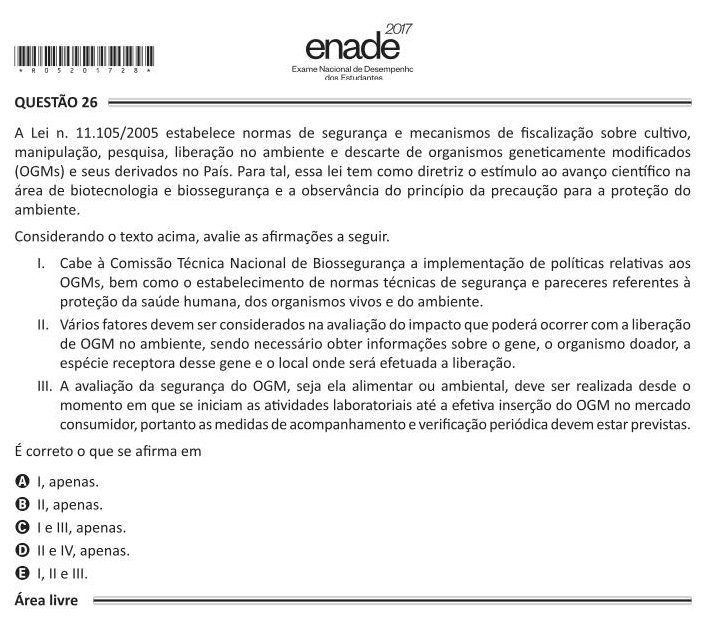 2017
enade
Exame Nacional de Desempenho
dos Estudantes
*R05201728*
QUESTÃO 26
A Lei n. 11.105/2005 estabelece normas de segurança e mecanismos de fiscalização sobre cultivo,
manipulação, pesquisa, liberação no ambiente e descarte de organismos geneticamente modificados
(OGMs) e seus derivados no País. Para tal, essa lei tem como diretriz o estímulo ao avanço científico na
área de biotecnologia e biossegurança e a observância do princípio da precaução para a proteção do
ambiente.
Considerando o texto acima, avalie as afirmações a seguir.
I. Cabe à Comissão Técnica Nacional de Biossegurança a implementação de políticas relativas aos
OGMs, bem como o estabelecimento de normas técnicas de segurança e pareceres referentes à
proteção da saúde humana, dos organismos vivos e do ambiente.
II. Vários fatores devem ser considerados na avaliação do impacto que poderá ocorrer com a liberação
de OGM no ambiente, sendo necessário obter informações sobre o gene, o organismo doador, a
espécie receptora desse gene e o local onde será efetuada a liberação.
III. A avaliação da segurança do OGM, seja ela alimentar ou ambiental, deve ser realizada desde o
momento em que se iniciam as atividades laboratoriais até a efetiva inserção do OGM no mercado
consumidor, portanto as medidas de acompanhamento e verificação periódica devem estar previstas.
É correto o que se afirma em
A I, apenas.
B II, apenas.
C I e III, apenas.
D II e IV, apenas.
E I, II e III.
Área livre